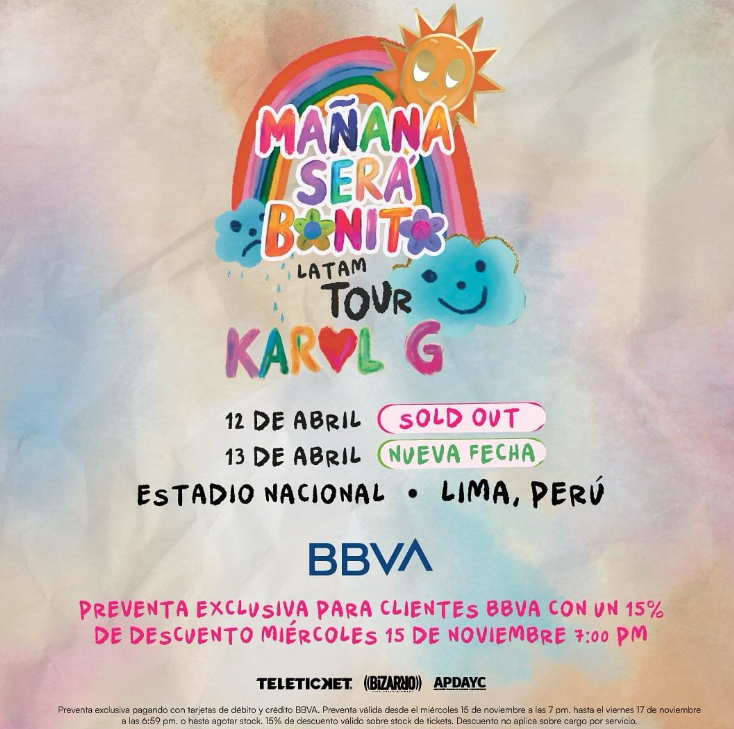 MAÑANA
SERÁ
BONITO
LATAM
TOUR
KAROL G
12 DE ABRIL SOLD OUT
13 DE ABRIL NUEVA FECHA
ESTADIO NACIONAL • LIMA, PERÚ
BBVA
PREVENTA EXCLUSIVA PARA CLIENTES BBVA CON UN 15%
DE DESCUENTO MIÉRCOLES 15 DE NOVIEMBRE 7:00 PM
TELETICKET ((BIZARRO)) APDAYC
Preventa exclusiva pagando con tarjetas de débito y crédito BBVA. Preventa válida desde el miércoles 15 de noviembre a las 7 pm. hasta el viernes 17 de noviembre
a las 6:59 pm. o hasta agotar stock. 15% de descuento válido sobre stock de tickets. Descuento no aplica sobre cargo por servicio.